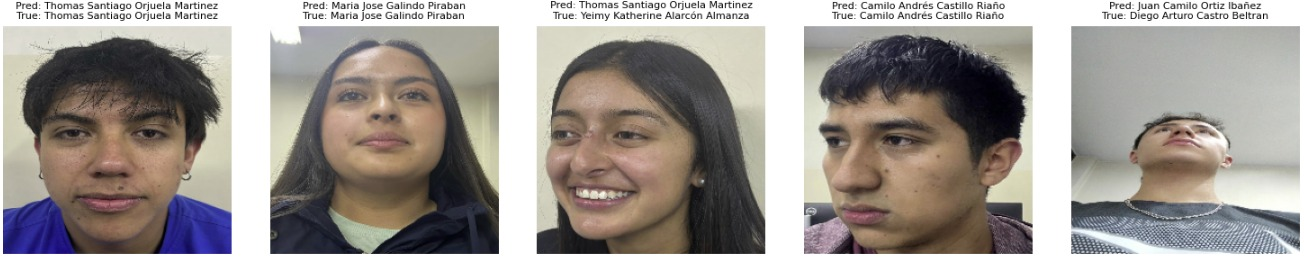 Pred: Thomas Santiago Orjuela Martinez
True: Thomas Santiago Orjuela Martinez
Pred: Maria Jose Galindo Piraban
True: Maria Jose Galindo Piraban
Pred: Thomas Santiago Orjuela Martinez
True: Yeimy Katherine Alarcón Almanza
Pred: Camilo Andrés Castillo Riaño
True: Camilo Andrés Castillo Riaño
Pred: Juan Camilo Ortiz Ibañez
True: Diego Arturo Castro Beltran